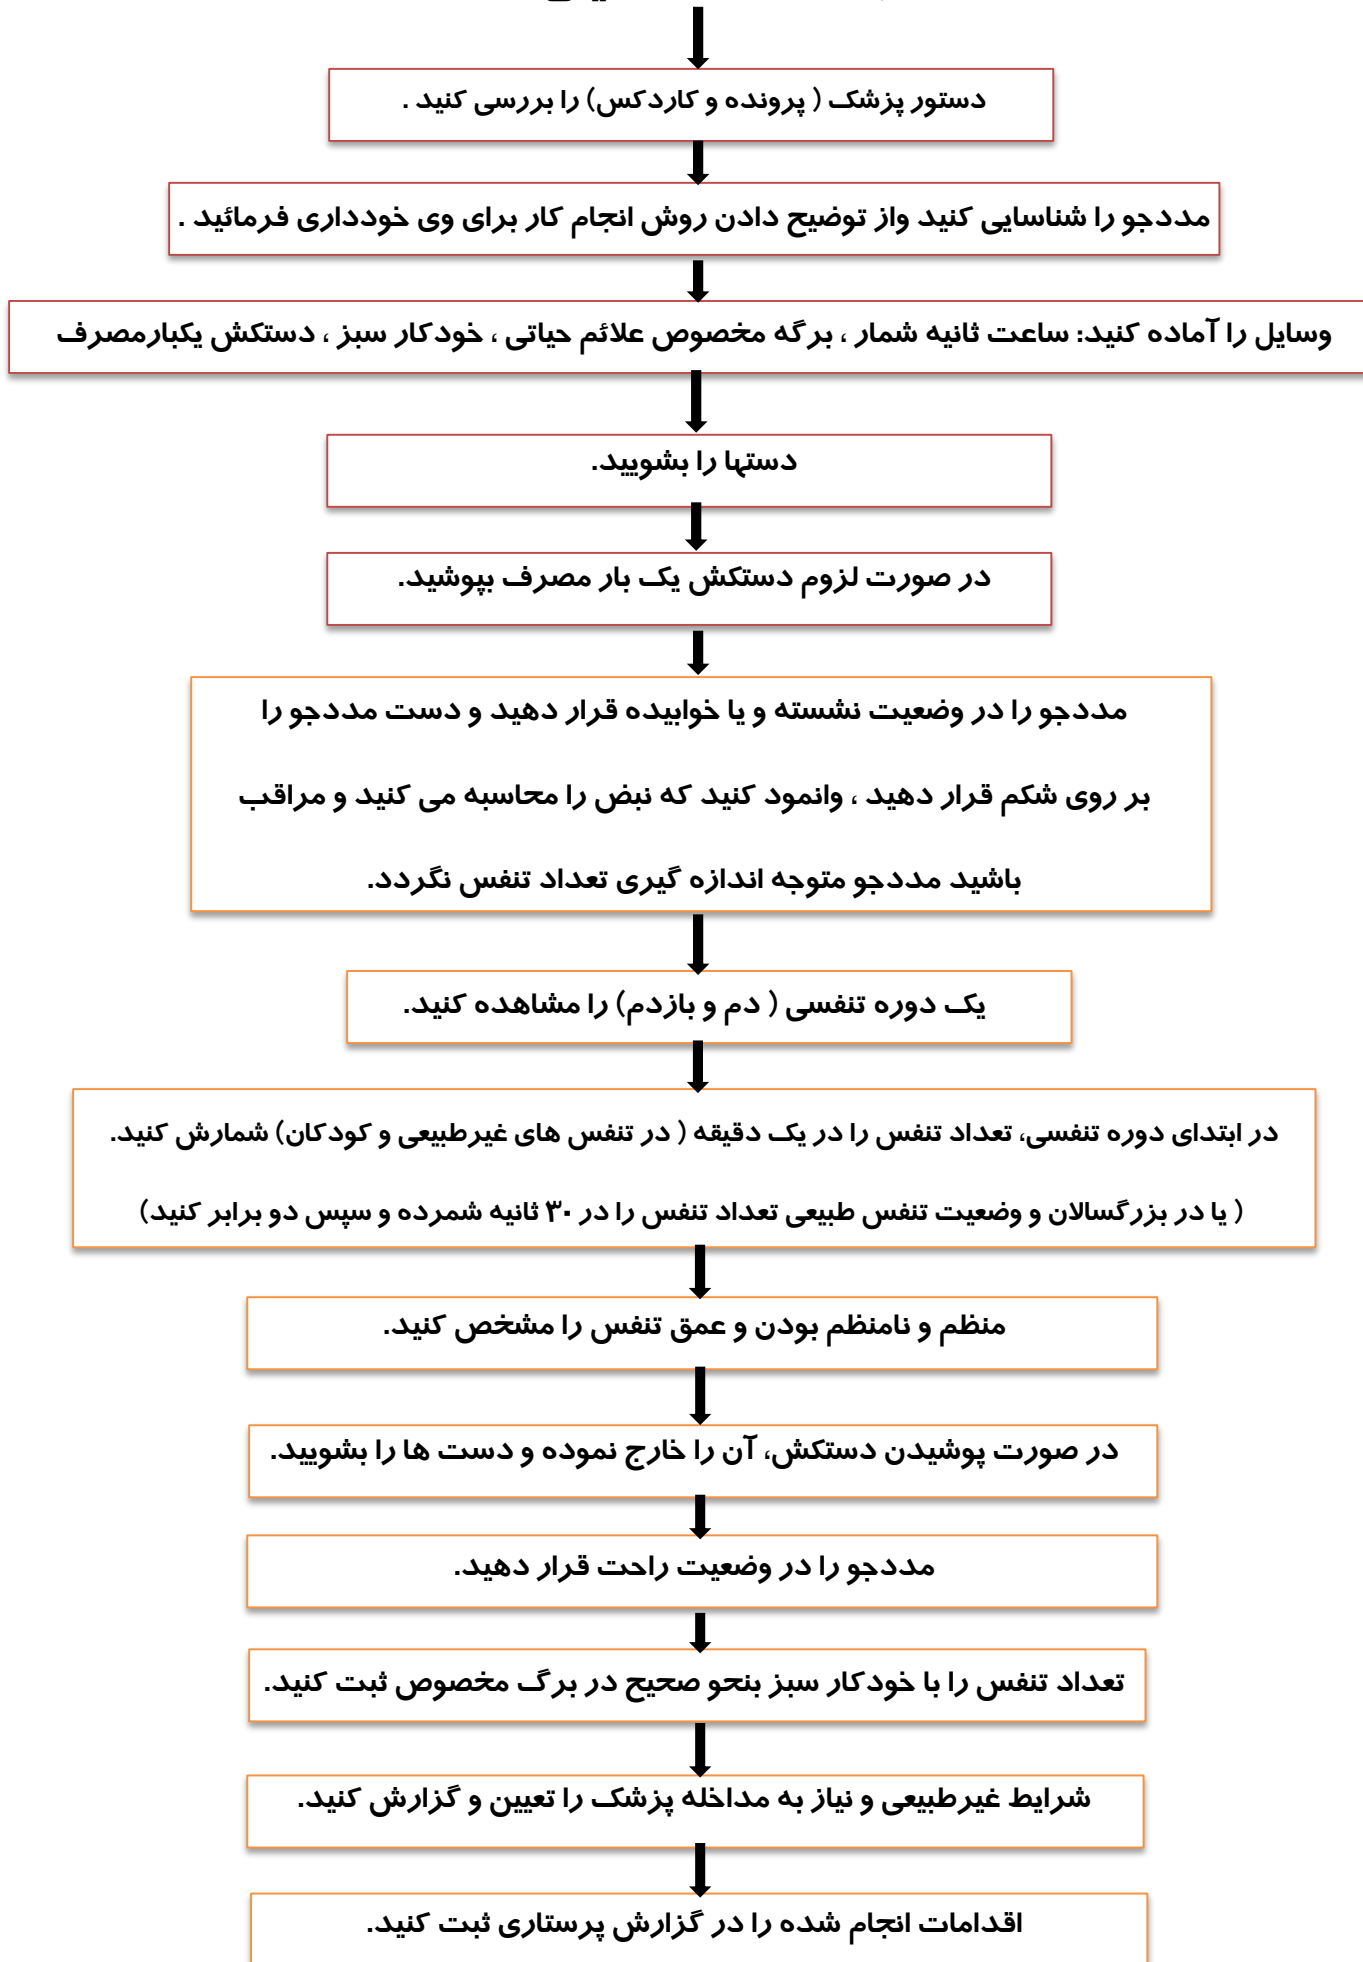 دستور پزشک ( پرونده و کاردکس) را بررسی کنید .
مددجو را شناسایی کنید واز توضیح دادن روش انجام کار برای وی خودداری فرمائید .
وسایل را آماده کنید: ساعت ثانیه شمار ، برگه مخصوص علائم حیاتی ، خودکار سبز ، دستکش یکبارمصرف
دستها را بشویید.
در صورت لزوم دستکش یک بار مصرف بپوشید.
مددجو را در وضعیت نشسته و یا خوابیده قرار دهید و دست مددجو را
بر روی شکم قرار دهید ، وانمود کنید که نبض را محاسبه می کنید و مراقب
باشید مددجو متوجه اندازه گیری تعداد تنفس نگردد.
یک دوره تنفسی ( دم و بازدم) را مشاهده کنید.
در ابتدای دوره تنفسی، تعداد تنفس را در یک دقیقه ( در تنفس های غیرطبیعی و کودکان) شمارش کنید.
( یا در بزرگسالان و وضعیت تنفس طبیعی تعداد تنفس را در ۳۰ ثانیه شمرده و سپس دو برابر کنید)
منظم و نامنظم بودن و عمق تنفس را مشخص کنید.
در صورت پوشیدن دستکش، آن را خارج نموده و دست ها را بشویید.
مددجو را در وضعیت راحت قرار دهید.
تعداد تنفس را با خودکار سبز بنحو صحیح در برگ مخصوص ثبت کنید.
شرایط غیرطبیعی و نیاز به مداخله پزشک را تعیین و گزارش کنید.
اقدامات انجام شده را در گزارش پرستاری ثبت کنید.